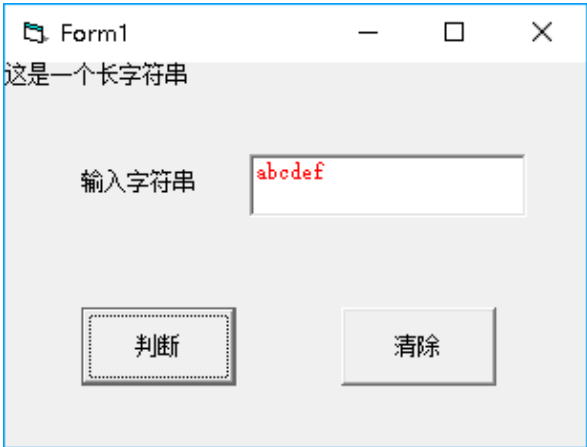 Form1
这是一个长字符串
输入字符串
abcdef
判断
清除